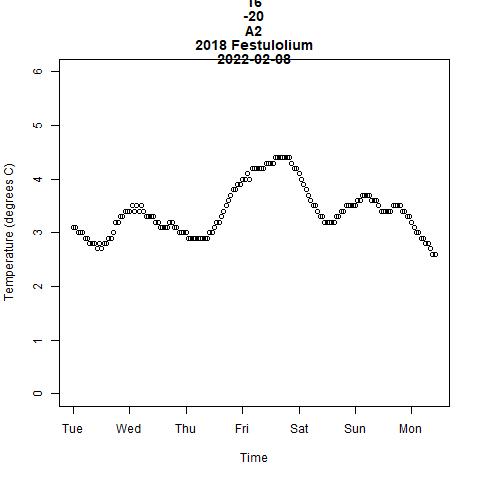 16
-20
A2
2018 Festulolium
2022-02-08
Temperature (degrees C)
6
5
4
3
2
1
0
Tue Wed Thu Fri Sat Sun Mon
Time